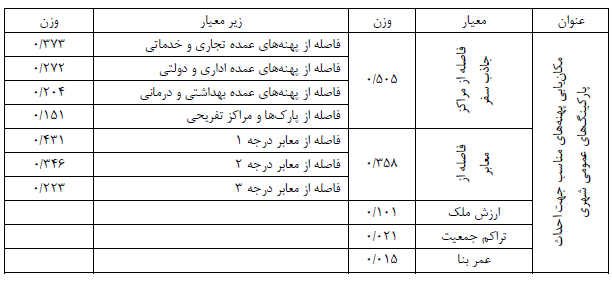 عنوان
معیار
وزن
زیر معیار
وزن
مکان‌یابی پهنه‌های مناسب جهت احداث
پارکینگ‌های عمومی شهری
فاصله از مراکز
جاذب سفر
۰/۵۰۵
فاصله از پهنه‌های عمده تجاری و خدماتی
۰/۳۷۳
فاصله از پهنه‌های عمده اداری و دولتی
۰/۲۷۲
فاصله از پهنه‌های عمده بهداشتی و درمانی
۰/۲۰۴
فاصله از پارک‌ها و مراکز تفریحی
۰/۱۵۱
فاصله از
معابر
۰/۳۵۸
فاصله از معابر درجه ۱
۰/۴۳۱
فاصله از معابر درجه ۲
۰/۳۴۶
فاصله از معابر درجه ۳
۰/۲۲۳
ارزش ملک
۰/۱۰۱
تراکم جمعیت
۰/۰۲۱
عمر بنا
۰/۰۱۵